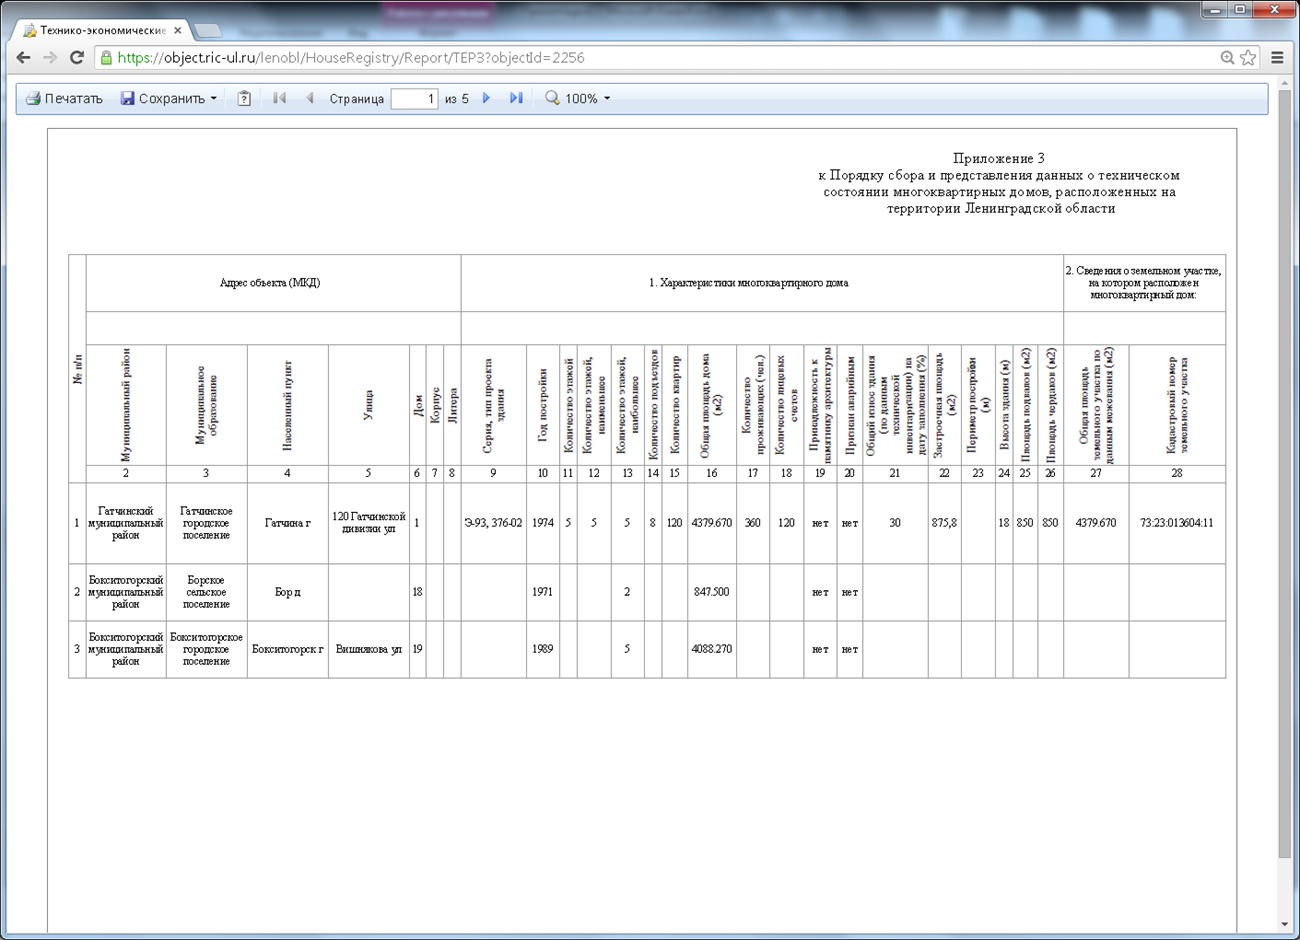 Технико-экономические
https://object.ric-ul.ru/lenobl/HouseRegistry/Report/TEP3?objectId=2256
Печатать Сохранить Страница 1 из 5 100%
Приложение 3
к Порядку сбора и представления данных о техническом
состоянии многоквартирных домов, расположенных на
территории Ленинградской области
№ п/п
Адрес объекта (МКД)
1. Характеристики многоквартирного дома
2. Сведения о земельном участке,
на котором расположен
многоквартирный дом:
Муниципальный район
Муниципальное
образование
Населенный пункт
Улица
Дом
Корпус
Литера
Серия, тип проекта
здания
Год постройки
Количество этажей
Количество этажей,
наименьшее
Количество этажей,
наибольшее
Количество подъездов
Количество квартир
Общая площадь дома
(м2)
Количество
проживающих (чел.)
Количество лицевых
счетов
Принадлежность к
памятнику архитектуры
Признан аварийным
Общий износ здания
(по данным
технической
инвентаризации) на
дату заполнения (%)
Застроечная площадь
(м2)
Периметр постройки
(м)
Высота здания (м)
Площадь подвалов (м2)
Площадь чердаков (м2)
Общая площадь
земельного участка по
данным межевания (м2)
Кадастровый номер
земельного участка
2 3 4 5 6 7 8 9 10 11 12 13 14 15 16 17 18 19 20 21 22 23 24 25 26 27 28
1
Гатчинский
муниципальный
район
Гатчинское
городское
поселение
Гатчина г
120 Гатчинской
дивизии ул
1 Э-93, 376-02 1974 5 5 5 8 120 4379.670 360 120 нет нет 30 875,8 18 850 850 4379.670 73:23:013604:11
2
Бокситогорский
муниципальный
район
Борское
сельское
поселение
Бор д
18 1971 2 847.500 нет нет
3
Бокситогорский
муниципальный
район
Бокситогорское
городское
поселение
Бокситогорск г
Вишнякова ул
19 1989 5 4088.270 нет нет